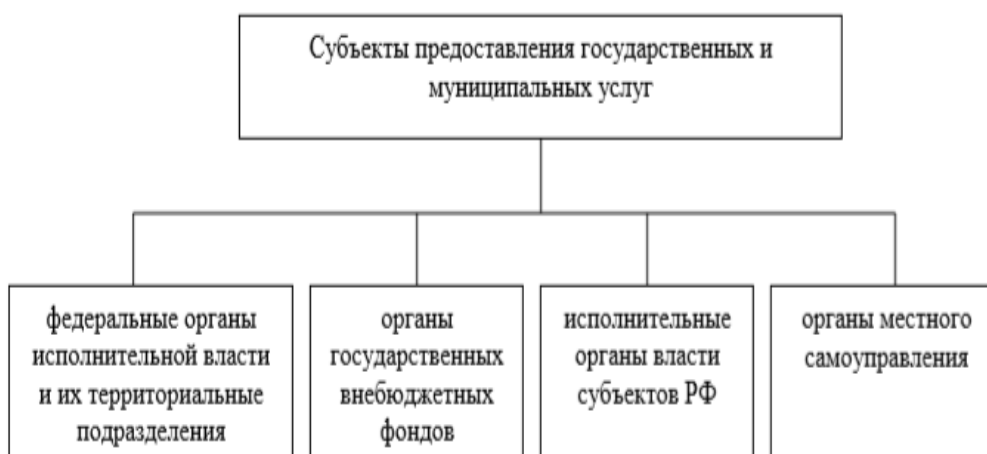 Субъекты предоставления государственных и
муниципальных услуг
федеральные органы
исполнительной власти
и их территориальные
подразделения
органы
государственных
внебюджетных
фондов
исполнительные
органы власти
субъектов РФ
органы местного
самоуправления